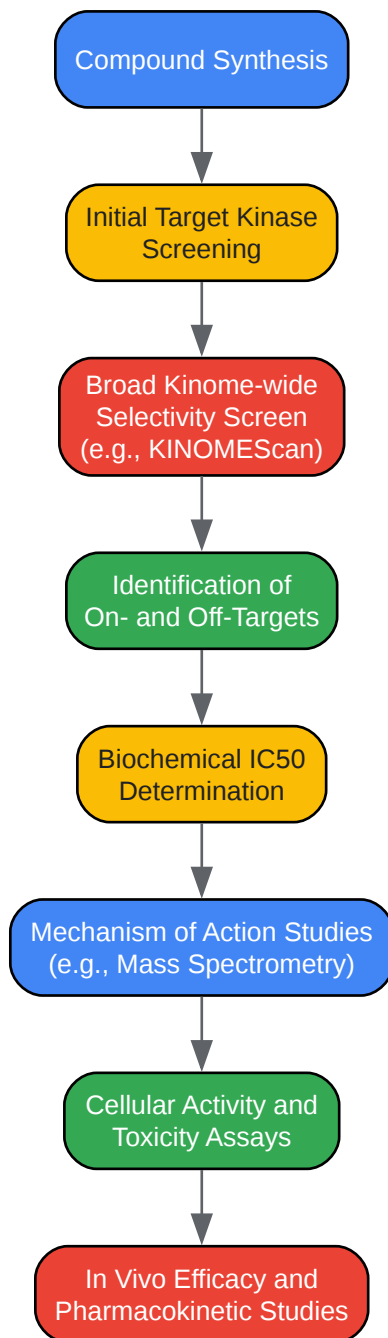 Compound Synthesis
Initial Target Kinase
Screening
Broad Kinome-wide
Selectivity Screen
(e.g., KINOMEScan)
Identification of
On- and Off-Targets
Biochemical IC50
Determination
Mechanism of Action Studies
(e.g., Mass Spectrometry)
Cellular Activity and
Toxicity Assays
In Vivo Efficacy and
Pharmacokinetic Studies